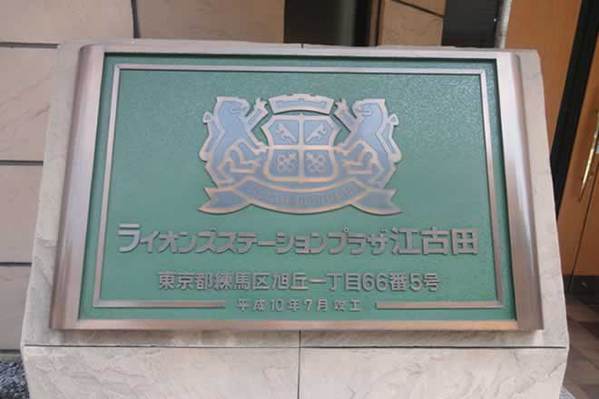 ライオンズステーションプラザ江古田
東京都練馬区旭丘一丁目66番5号
平成10年7月竣工